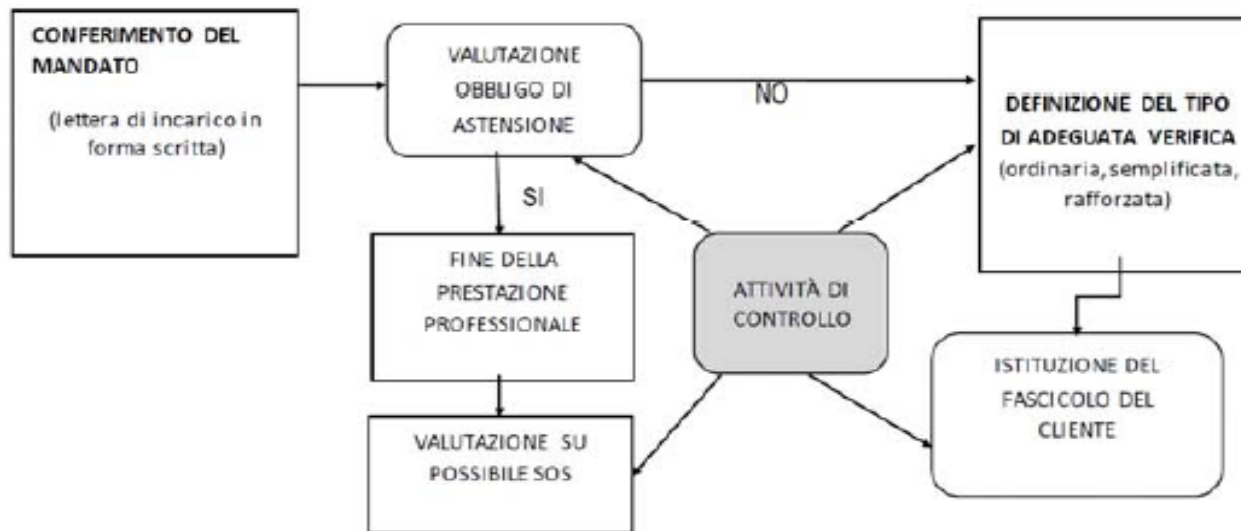 CONFERIMENTO DEL
MANDATO
(lettera di incarico in
forma scritta)
VALUTAZIONE
OBBLIGO DI
ASTENSIONE
NO
DEFINIZIONE DEL TIPO
DI ADEGUATA VERIFICA
(ordinaria, semplificata,
rafforzata)
SI
FINE DELLA
PRESTAZIONE
PROFESSIONALE
ATTIVITÀ DI
CONTROLLO
ISTITUZIONE DEL
FASCICOLO DEL
CLIENTE
VALUTAZIONE SU
POSSIBILE SOS